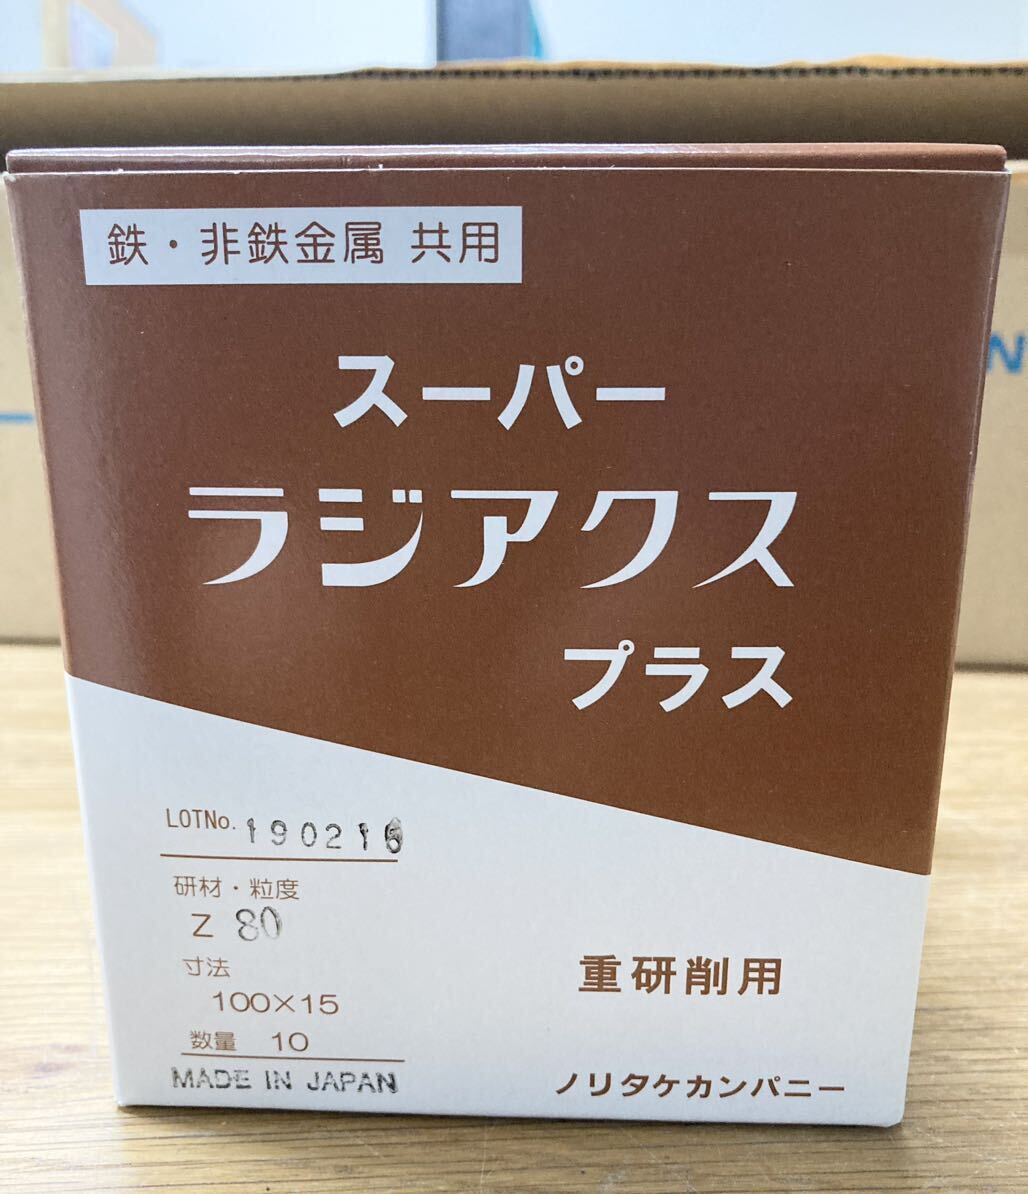 鉄・非鉄金属 共用
スーパー
ラジアクス
プラス
LOTNo. 190216
研材・粒度
Z 80
寸法
100×15
数量 10
MADE IN JAPAN
重研削用
ノリタケカンパニー
N